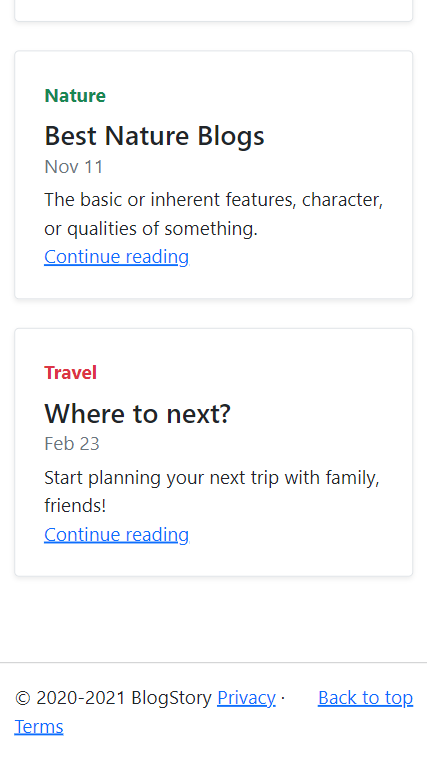 Nature
Best Nature Blogs
Nov 11
The basic or inherent features, character,
or qualities of something.
Continue reading
Travel
Where to next?
Feb 23
Start planning your next trip with family,
friends!
Continue reading
© 2020-2021 BlogStory Privacy · Back to top
Terms